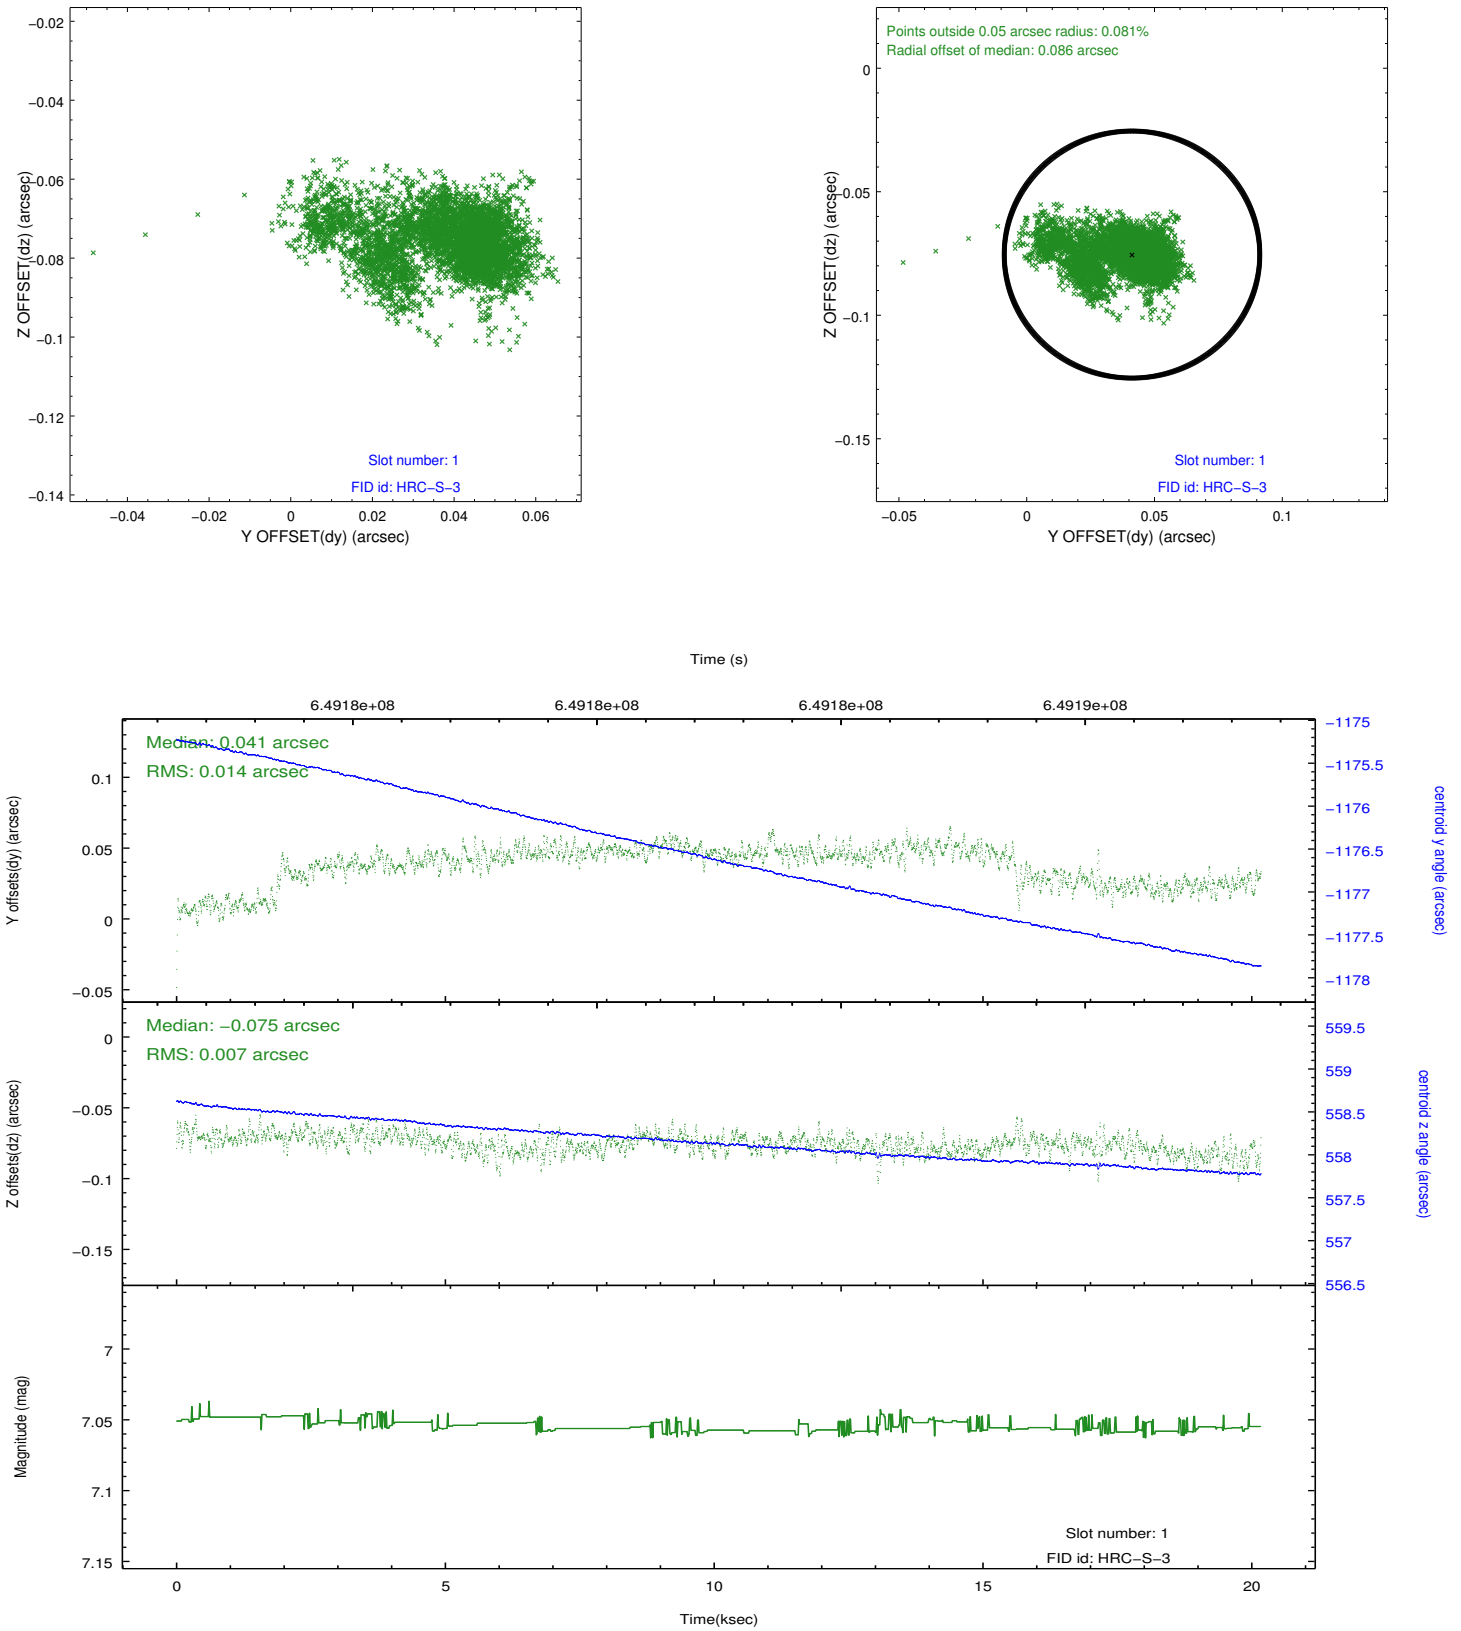 −0.02
−0.04
−0.06
−0.08
−0.1
−0.12
−0.14
Z OFFSET(dz) (arcsec)
Slot number: 1
FID id: HRC−S−3
−0.04 −0.02 0 0.02 0.04 0.06
Y OFFSET(dy) (arcsec)
Points outside 0.05 arcsec radius: 0.081%
Radial offset of median: 0.086 arcsec
0
−0.05
−0.1
−0.15
Z OFFSET(dz) (arcsec)
Slot number: 1
FID id: HRC−S−3
−0.05 0 0.05 0.1
Y OFFSET(dy) (arcsec)
Time (s)
6.4918e+08 6.4918e+08 6.4918e+08 6.4919e+08
Median: 0.041 arcsec
RMS: 0.014 arcsec
0.1
0.05
0
−0.05
Y offsets(dy) (arcsec)
−1175
−1175.5
−1176
−1176.5
−1177
−1177.5
−1178
centroid y angle (arcsec)
Median: −0.075 arcsec
RMS: 0.007 arcsec
0
−0.05
−0.1
−0.15
Z offsets(dz) (arcsec)
559.5
559
558.5
558
557.5
557
556.5
centroid z angle (arcsec)
7
7.05
7.1
7.15
Magnitude (mag)
Slot number: 1
FID id: HRC−S−3
0 5 10 15 20
Time(ksec)